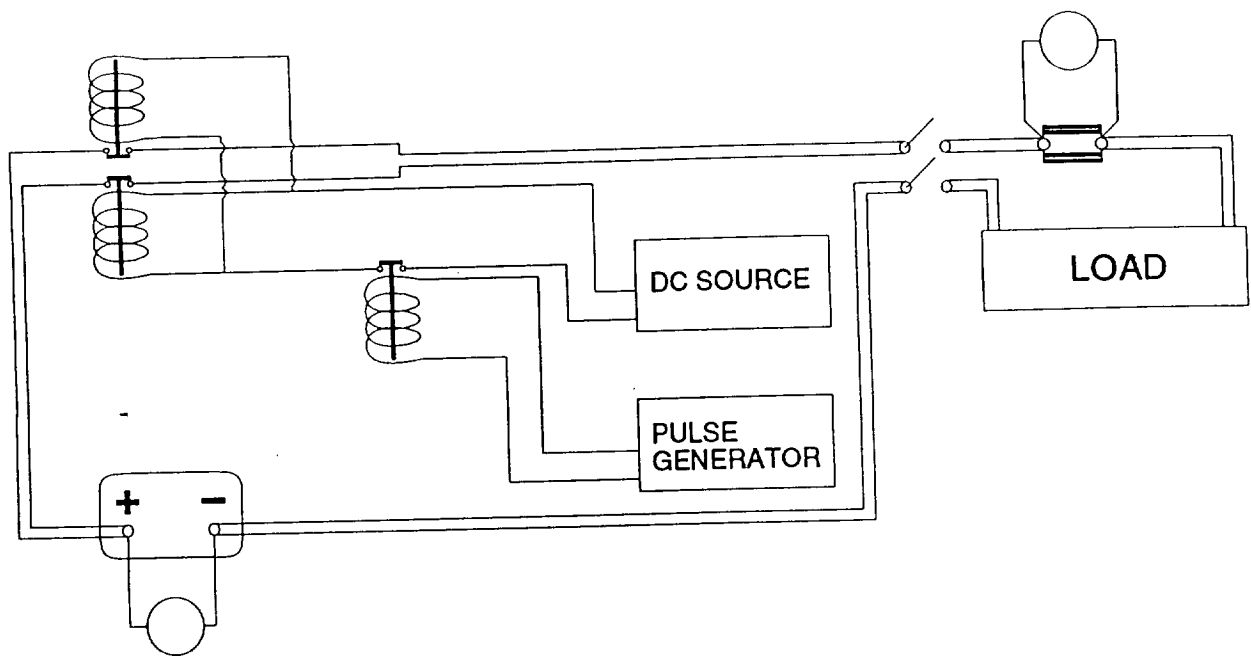 DC SOURCE
LOAD
PULSE
GENERATOR
+ −